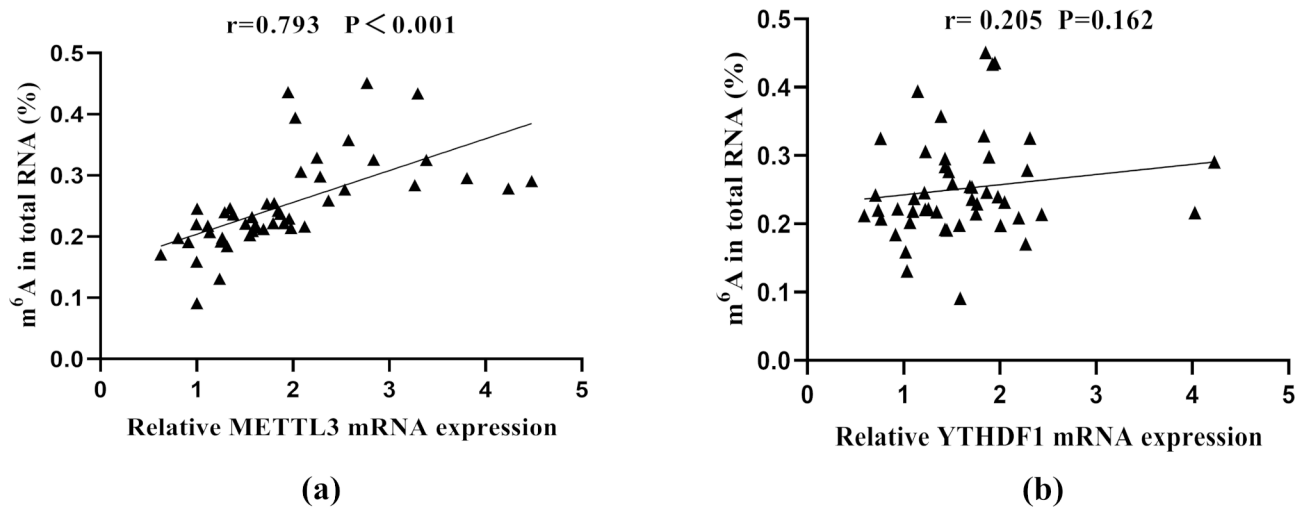 r=0.793 P<0.001
m⁶A in total RNA (%)
0.5
0.4
0.3
0.2
0.1
0.0
0 1 2 3 4 5
Relative METTL3 mRNA expression
(a)
r= 0.205 P=0.162
m⁶A in total RNA (%)
0.5
0.4
0.3
0.2
0.1
0.0
0 1 2 3 4 5
Relative YTHDF1 mRNA expression
(b)